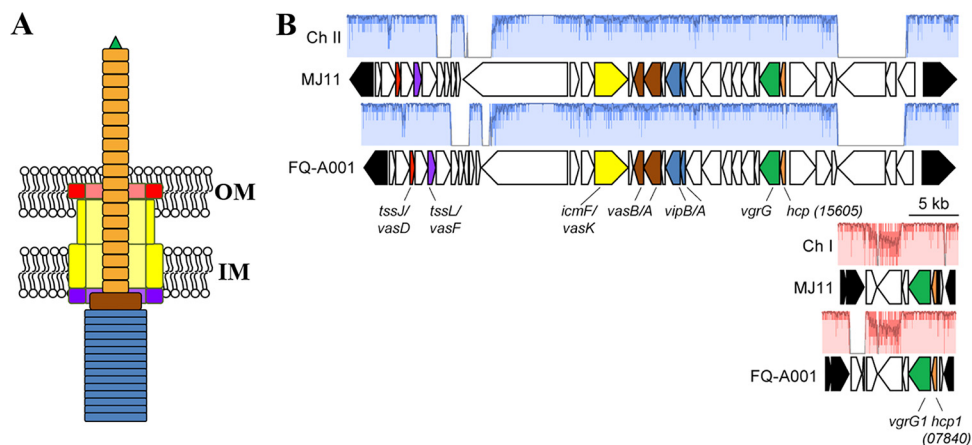 A
B
Ch II
MJ11
FQ-A001
OM
IM
tssJ/
vasD
tssL/
vasF
icmF/
vasK
vasB/A
vipB/A
vgrG
hcp (15605)
5 kb
Ch I
MJ11
FQ-A001
vgrG1 hcp1
(07840)